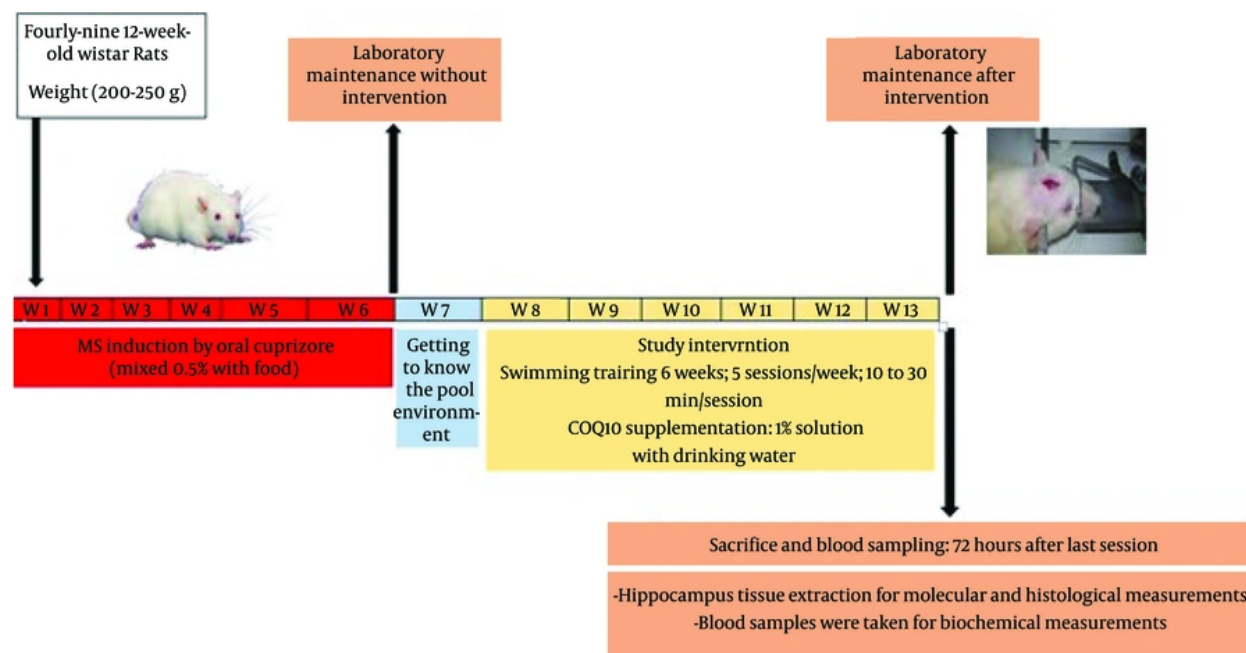 Fourly-nine 12-week-
old wistar Rats
Weight (200-250 g)
Laboratory
maintenance without
intervention
Laboratory
maintenance after
intervention
W 1 W 2 W 3 W 4 W 5 W 6 W 7 W 8 W 9 W 10 W 11 W 12 W 13
MS induction by oral cuprizore
(mixed 0.5% with food)
Getting
to know
the pool
environm-
ent
Study intervrntion
Swimming trairing 6 weeks; 5 sessions/week; 10 to 30
min/session
COQ10 supplementation: 1% solution
with drinking water
Sacrifice and blood sampling: 72 hours after last session
-Hippocampus tissue extraction for molecular and histological measurements
-Blood samples were taken for biochemical measurements